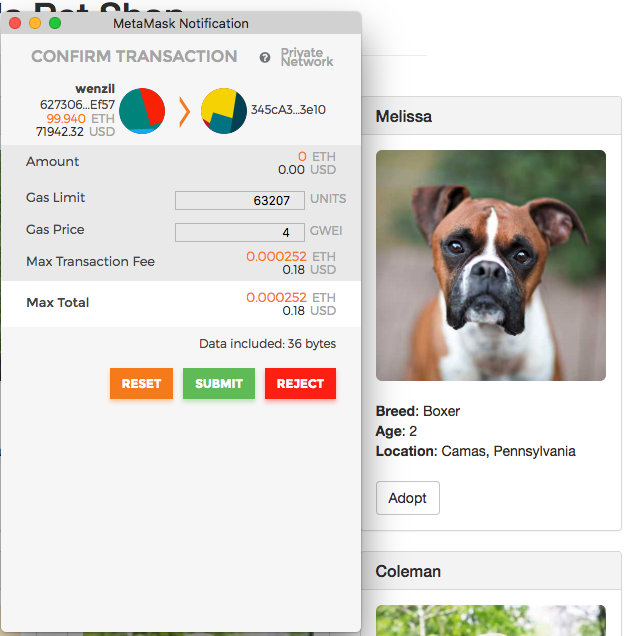 Pet Shop
MetaMask Notification
CONFIRM TRANSACTION
? Private
Network
wenzil
627306...Ef57
99.940 ETH
71942.32 USD
345cA3...3e10
Amount
0 ETH
0.00 USD
Gas Limit
63207 UNITS
Gas Price
4 GWEI
Max Transaction Fee
0.000252 ETH
0.18 USD
Max Total
0.000252 ETH
0.18 USD
Data included: 36 bytes
RESET SUBMIT REJECT
Melissa
Breed: Boxer
Age: 2
Location: Camas, Pennsylvania
Adopt
Coleman